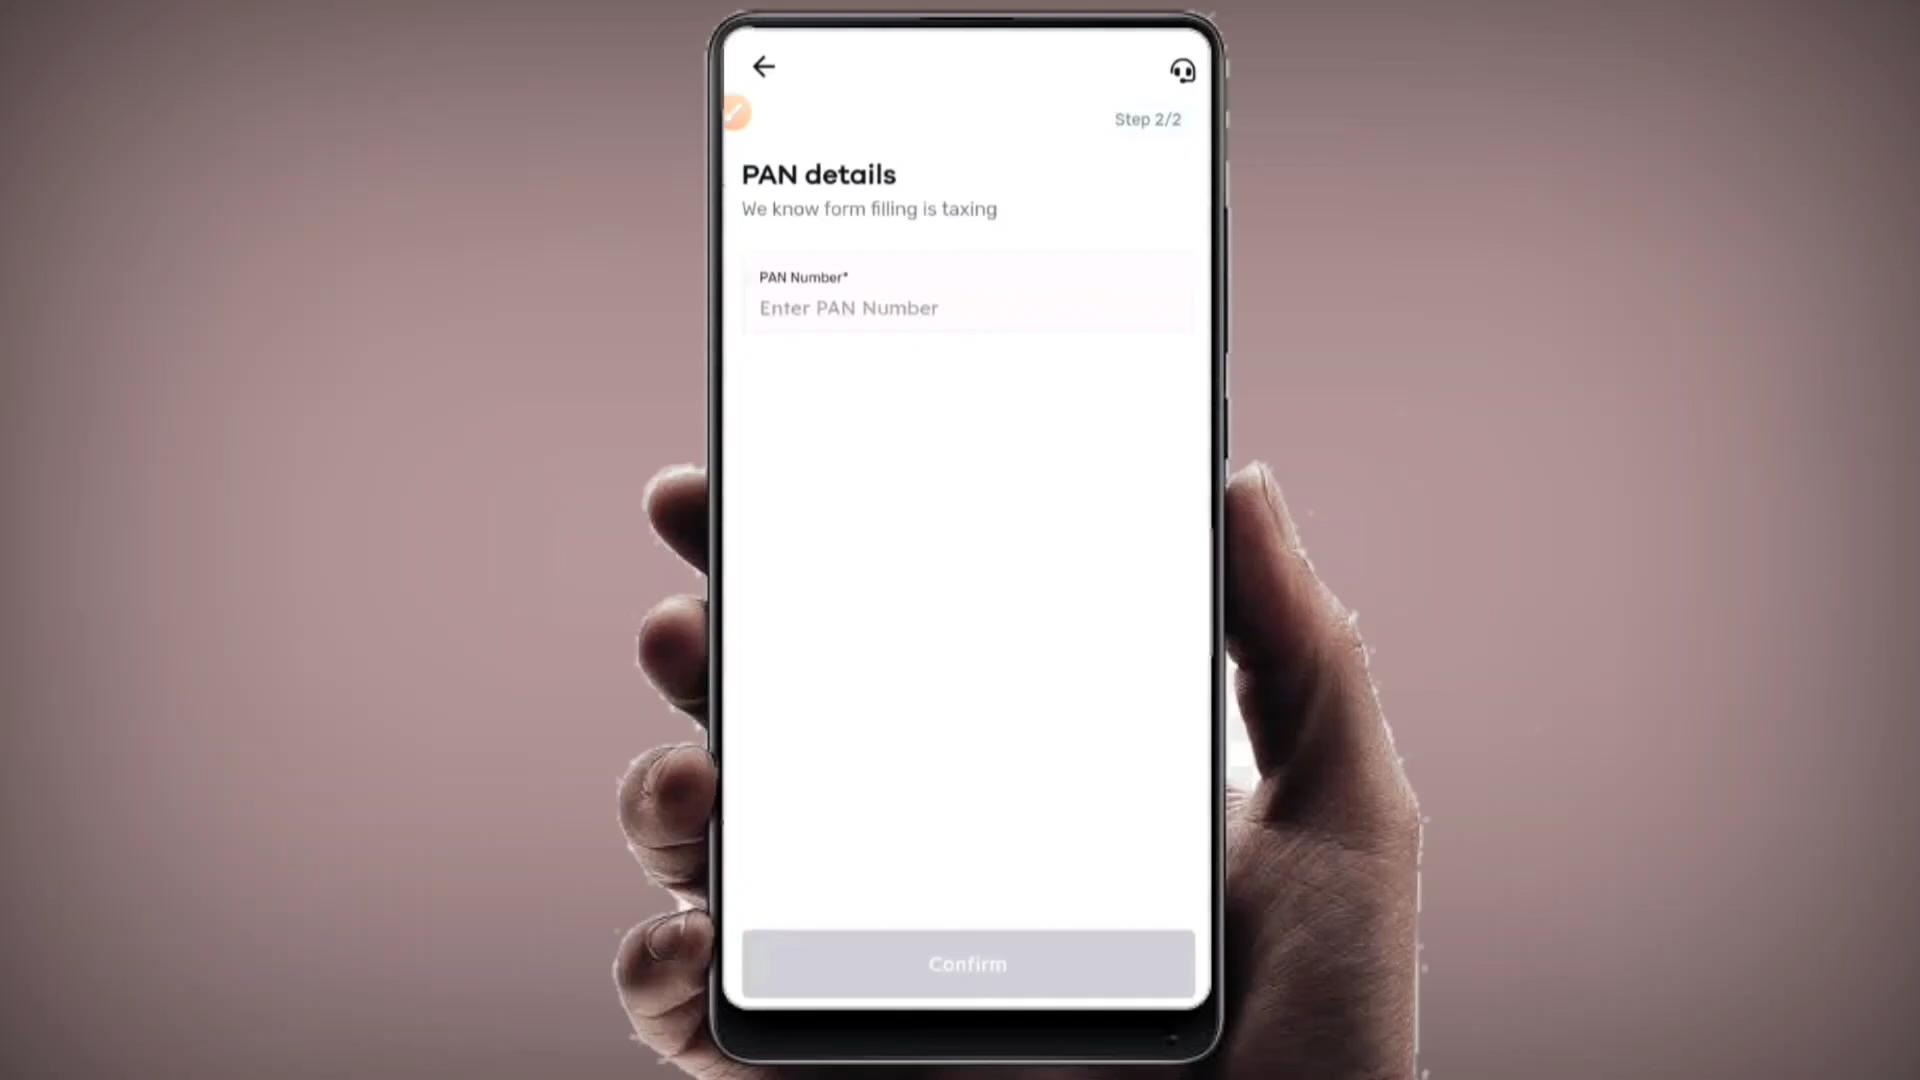 Step 2/2
PAN details
We know form filling is taxing
PAN Number*
Enter PAN Number
Confirm